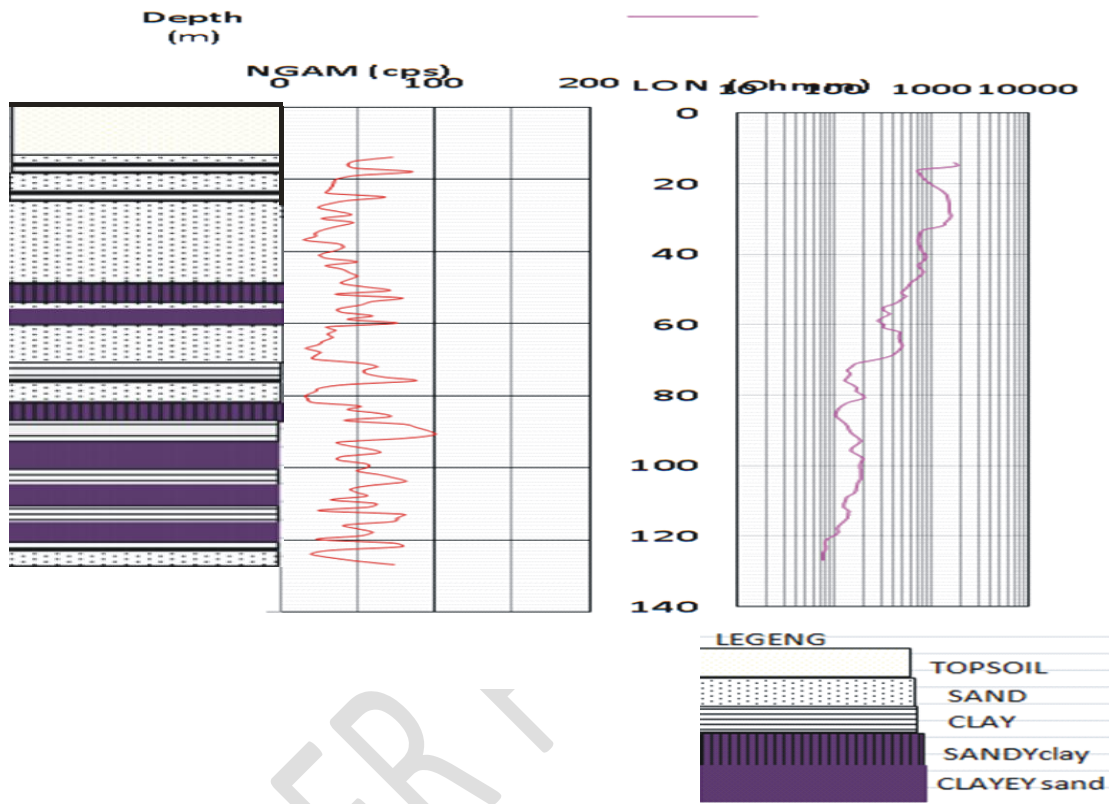 Depth
(m)
NGAM (cps)
0 100 200
LON (Ohmm)
10 100 1000 10000
0
20
40
60
80
100
120
140
LEGENG
TOPSOIL
SAND
CLAY
SANDYclay
CLAYEY sand